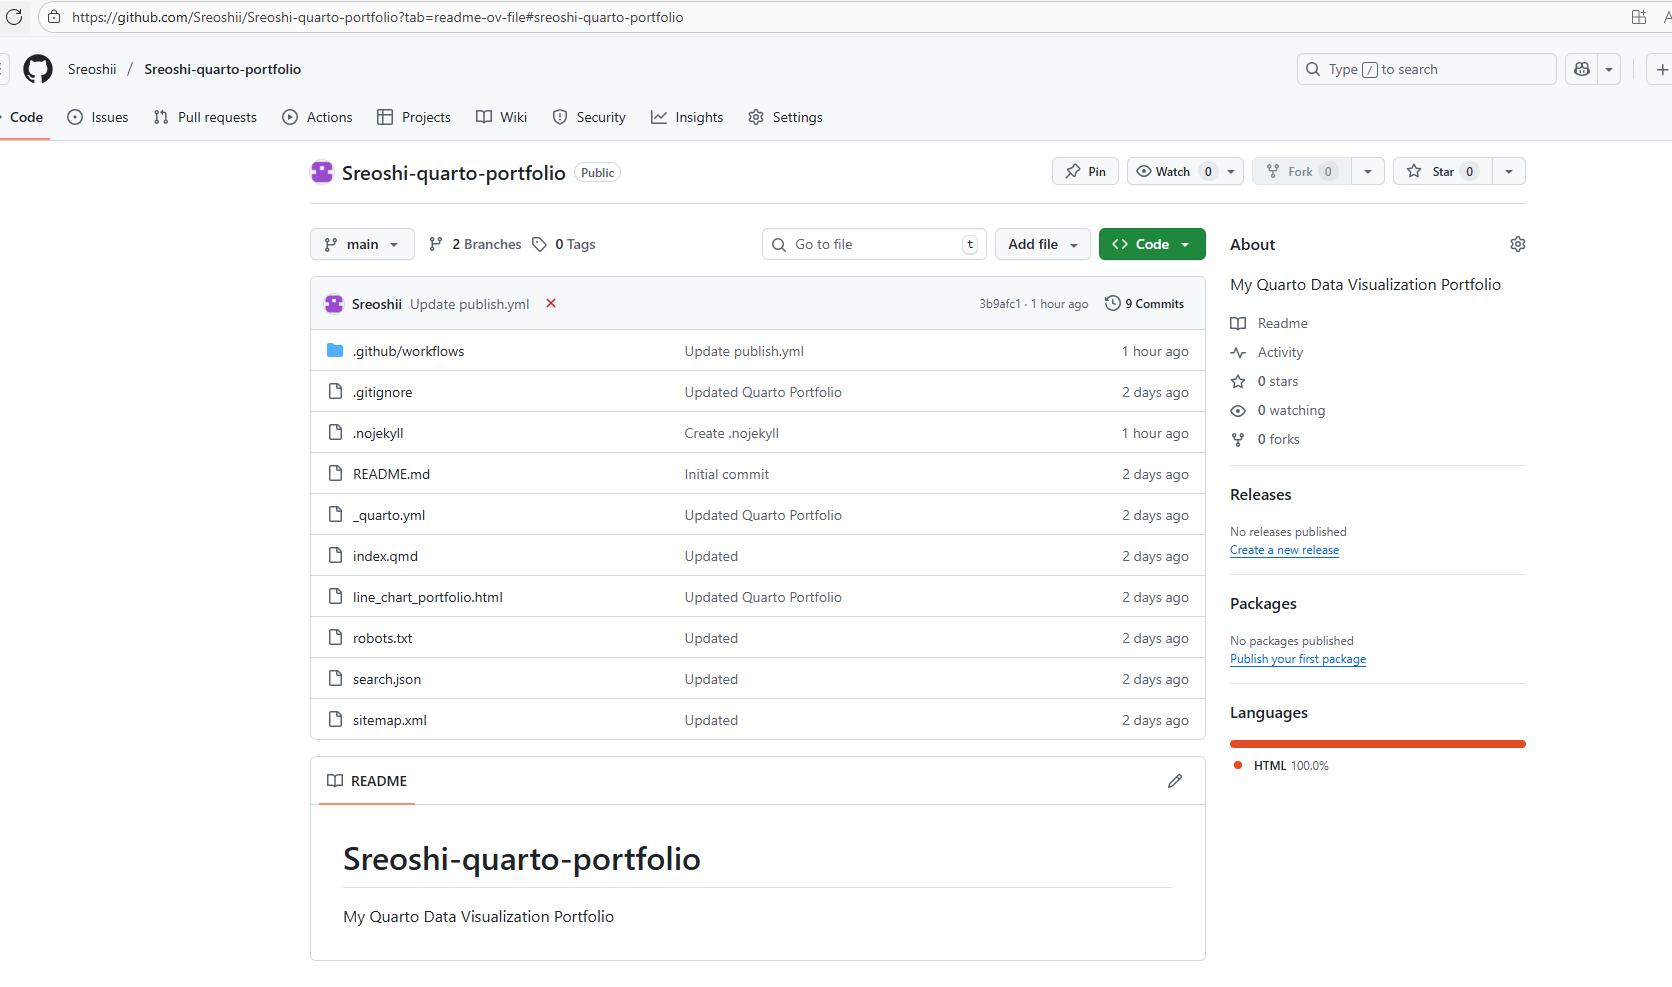 https://github.com/Sreoshii/Sreoshi-quarto-portfolio?tab=readme-ov-file#sreoshi-quarto-portfolio
Sreoshii / Sreoshi-quarto-portfolio
Type / to search
Code Issues Pull requests Actions Projects Wiki Security Insights Settings
Sreoshi-quarto-portfolio Public
Pin Watch 0 Fork 0 Star 0
main 2 Branches 0 Tags Go to file t Add file Code
Sreoshii Update publish.yml 3b9afc1 · 1 hour ago 9 Commits
.github/workflows Update publish.yml 1 hour ago
.gitignore Updated Quarto Portfolio 2 days ago
.nojekyll Create .nojekyll 1 hour ago
README.md Initial commit 2 days ago
_quarto.yml Updated Quarto Portfolio 2 days ago
index.qmd Updated 2 days ago
line_chart_portfolio.html Updated Quarto Portfolio 2 days ago
robots.txt Updated 2 days ago
search.json Updated 2 days ago
sitemap.xml Updated 2 days ago
README
Sreoshi-quarto-portfolio
My Quarto Data Visualization Portfolio
About
My Quarto Data Visualization Portfolio
Readme
Activity
0 stars
0 watching
0 forks
Releases
No releases published
Create a new release
Packages
No packages published
Publish your first package
Languages
HTML 100.0%